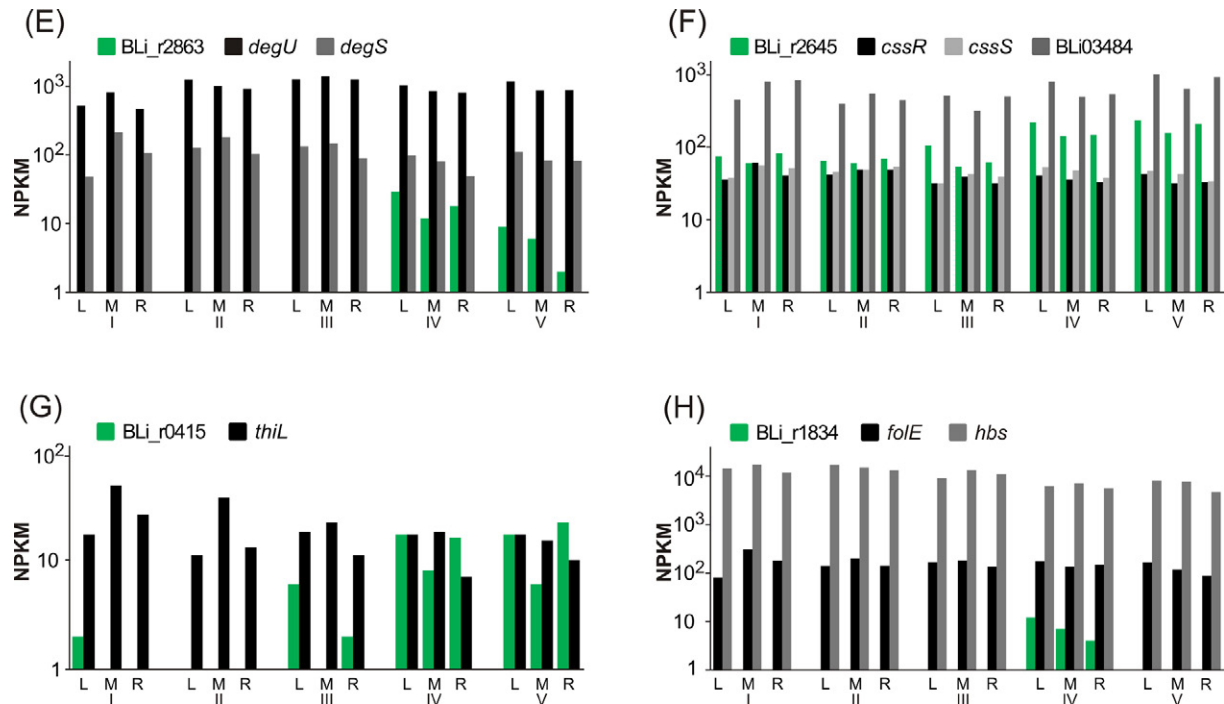 (E)
BLi_r2863 degU degS
NPKM
10³
10²
10
1
L M R L M R L M R L M R L M R
I II III IV V
(F)
BLi_r2645 cssR cssS BLi03484
NPKM
10³
10²
10
1
L M R L M R L M R L M R L M R
I II III IV V
(G)
BLi_r0415 thiL
NPKM
10²
10
1
L M R L M R L M R L M R L M R
I II III IV V
(H)
BLi_r1834 folE hbs
NPKM
10⁴
10³
10²
10
1
L M R L M R L M R L M R L M R
I II III IV V